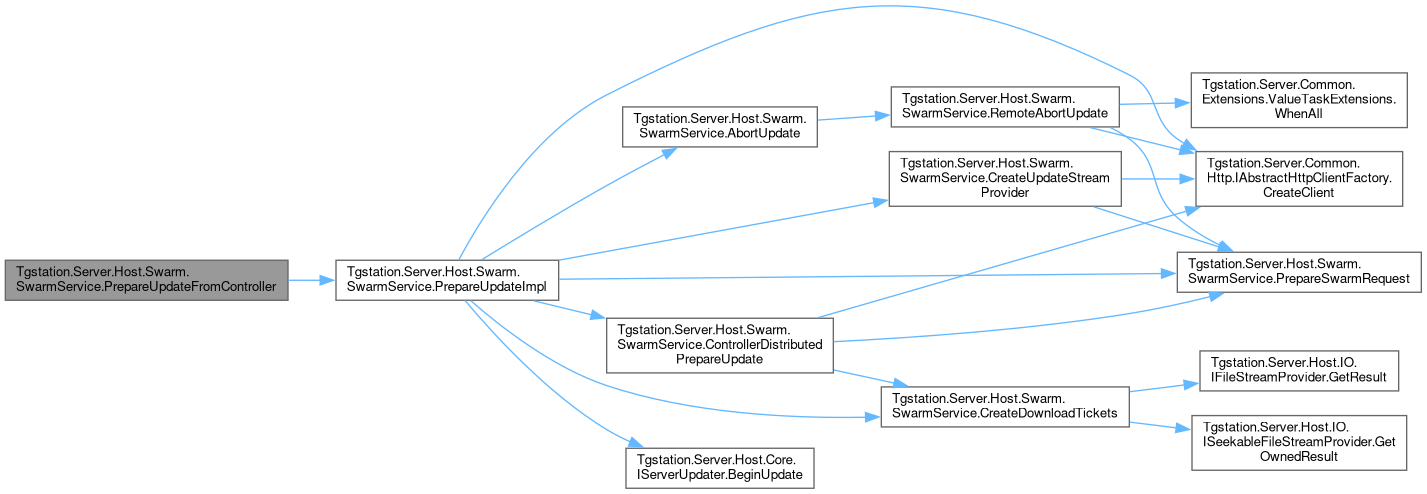 Tgstation.Server.Host.Swarm.
SwarmService.PrepareUpdateFromController
Tgstation.Server.Host.Swarm.
SwarmService.PrepareUpdateImpl
Tgstation.Server.Host.Swarm.
SwarmService.AbortUpdate
Tgstation.Server.Host.Swarm.
SwarmService.RemoteAbortUpdate
Tgstation.Server.Common.
Extensions.ValueTaskExtensions.
WhenAll
Tgstation.Server.Common.
Http.IAbstractHttpClientFactory.
CreateClient
Tgstation.Server.Host.Swarm.
SwarmService.CreateUpdateStream
Provider
Tgstation.Server.Host.Swarm.
SwarmService.PrepareSwarmRequest
Tgstation.Server.Host.Swarm.
SwarmService.ControllerDistributed
PrepareUpdate
Tgstation.Server.Host.Swarm.
SwarmService.CreateDownloadTickets
Tgstation.Server.Host.IO.
IFileStreamProvider.GetResult
Tgstation.Server.Host.IO.
ISeekableFileStreamProvider.Get
OwnedResult
Tgstation.Server.Host.Core.
IServerUpdater.BeginUpdate